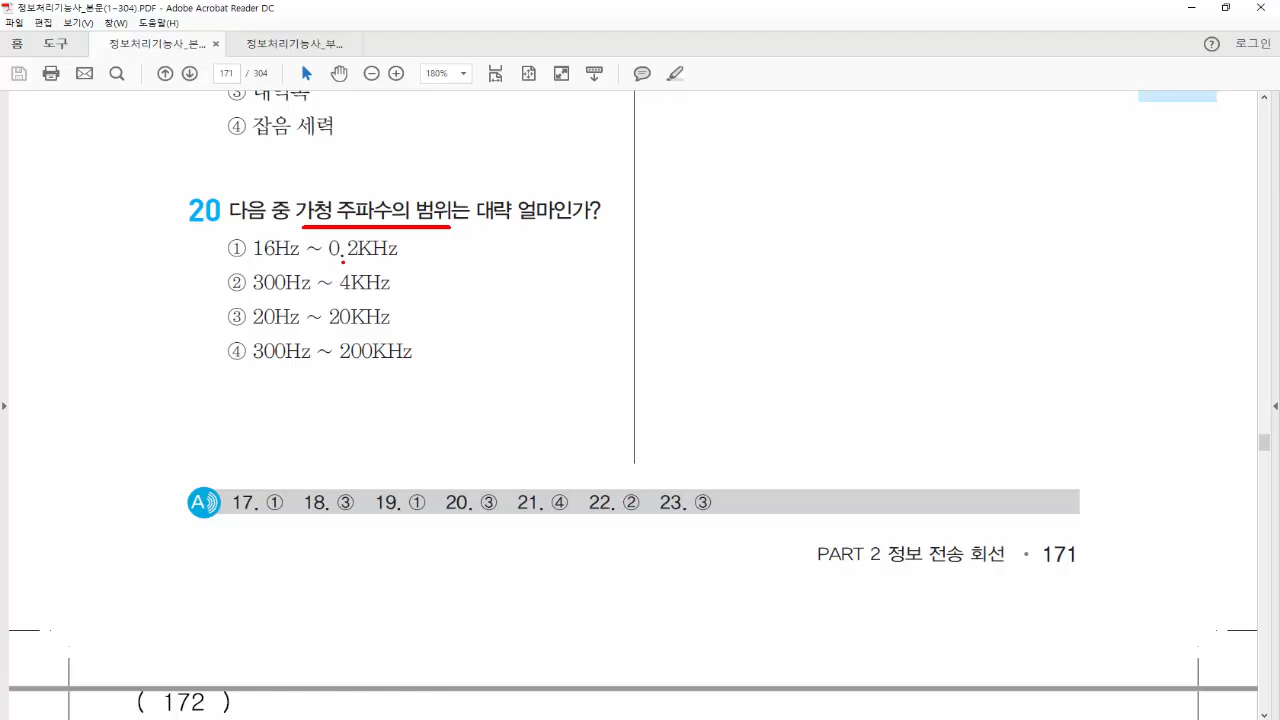 정보처리기능사_본문(1~304).PDF - Adobe Acrobat Reader DC
파일 편집 보기(V) 창(W) 도움말(H)
홈 도구 정보처리기능사_본... × 정보처리기능사_부... ? 로그인
171 / 304 180%
③ 대역폭
④ 잡음 세력
20 다음 중 가청 주파수의 범위는 대략 얼마인가?
① 16Hz ~ 0.2KHz
② 300Hz ~ 4KHz
③ 20Hz ~ 20KHz
④ 300Hz ~ 200KHz
A 17. ① 18. ③ 19. ① 20. ③ 21. ④ 22. ② 23. ③
PART 2 정보 전송 회선 • 171
( 172 )